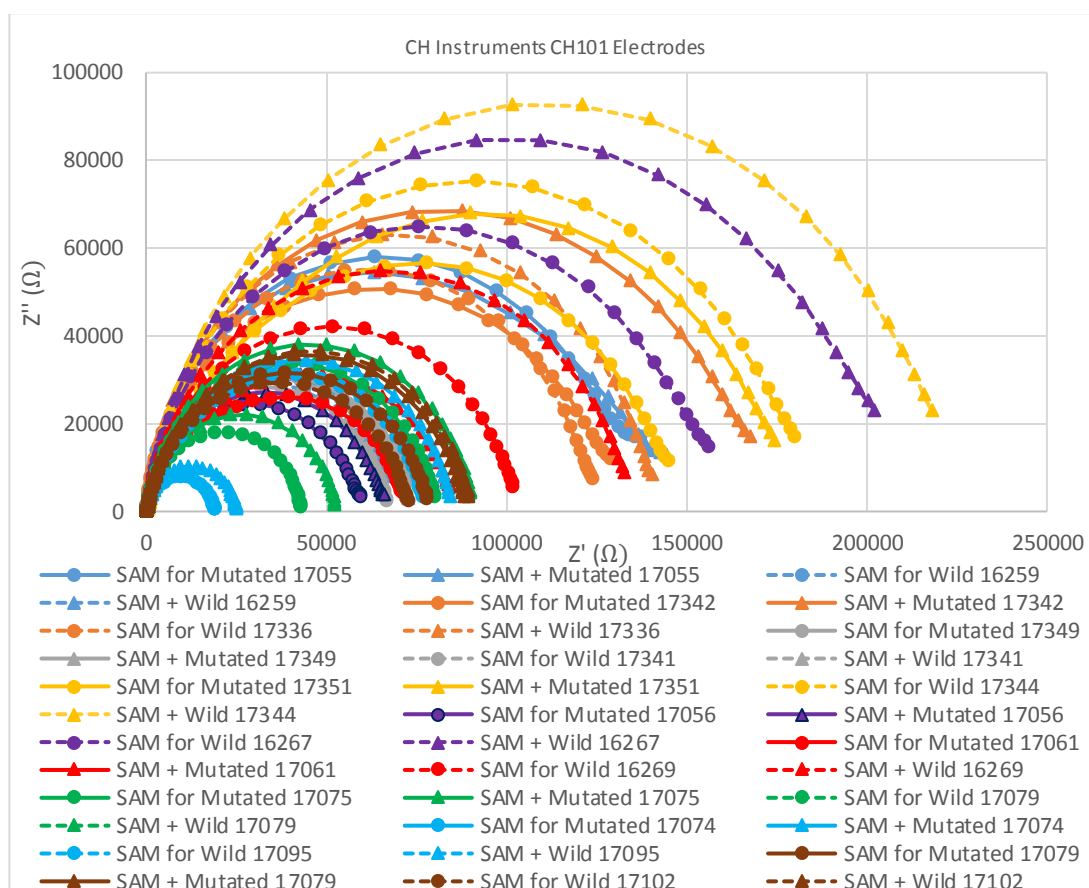 CH Instruments CH101 Electrodes
100000
80000
60000
40000
20000
0
Z'' (Ω)
0 50000 100000 150000 200000 250000
Z' (Ω)
SAM for Mutated 17055 SAM + Mutated 17055 SAM for Wild 16259
SAM + Wild 16259 SAM for Mutated 17342 SAM + Mutated 17342
SAM for Wild 17336 SAM + Wild 17336 SAM for Mutated 17349
SAM + Mutated 17349 SAM for Wild 17341 SAM + Wild 17341
SAM for Mutated 17351 SAM + Mutated 17351 SAM for Wild 17344
SAM + Wild 17344 SAM for Mutated 17056 SAM + Mutated 17056
SAM for Wild 16267 SAM + Wild 16267 SAM for Mutated 17061
SAM + Mutated 17061 SAM for Wild 16269 SAM + Wild 16269
SAM for Mutated 17075 SAM + Mutated 17075 SAM for Wild 17079
SAM + Wild 17079 SAM for Mutated 17074 SAM + Mutated 17074
SAM for Wild 17095 SAM + Wild 17095 SAM for Mutated 17079
SAM + Mutated 17079 SAM for Wild 17102 SAM + Wild 17102